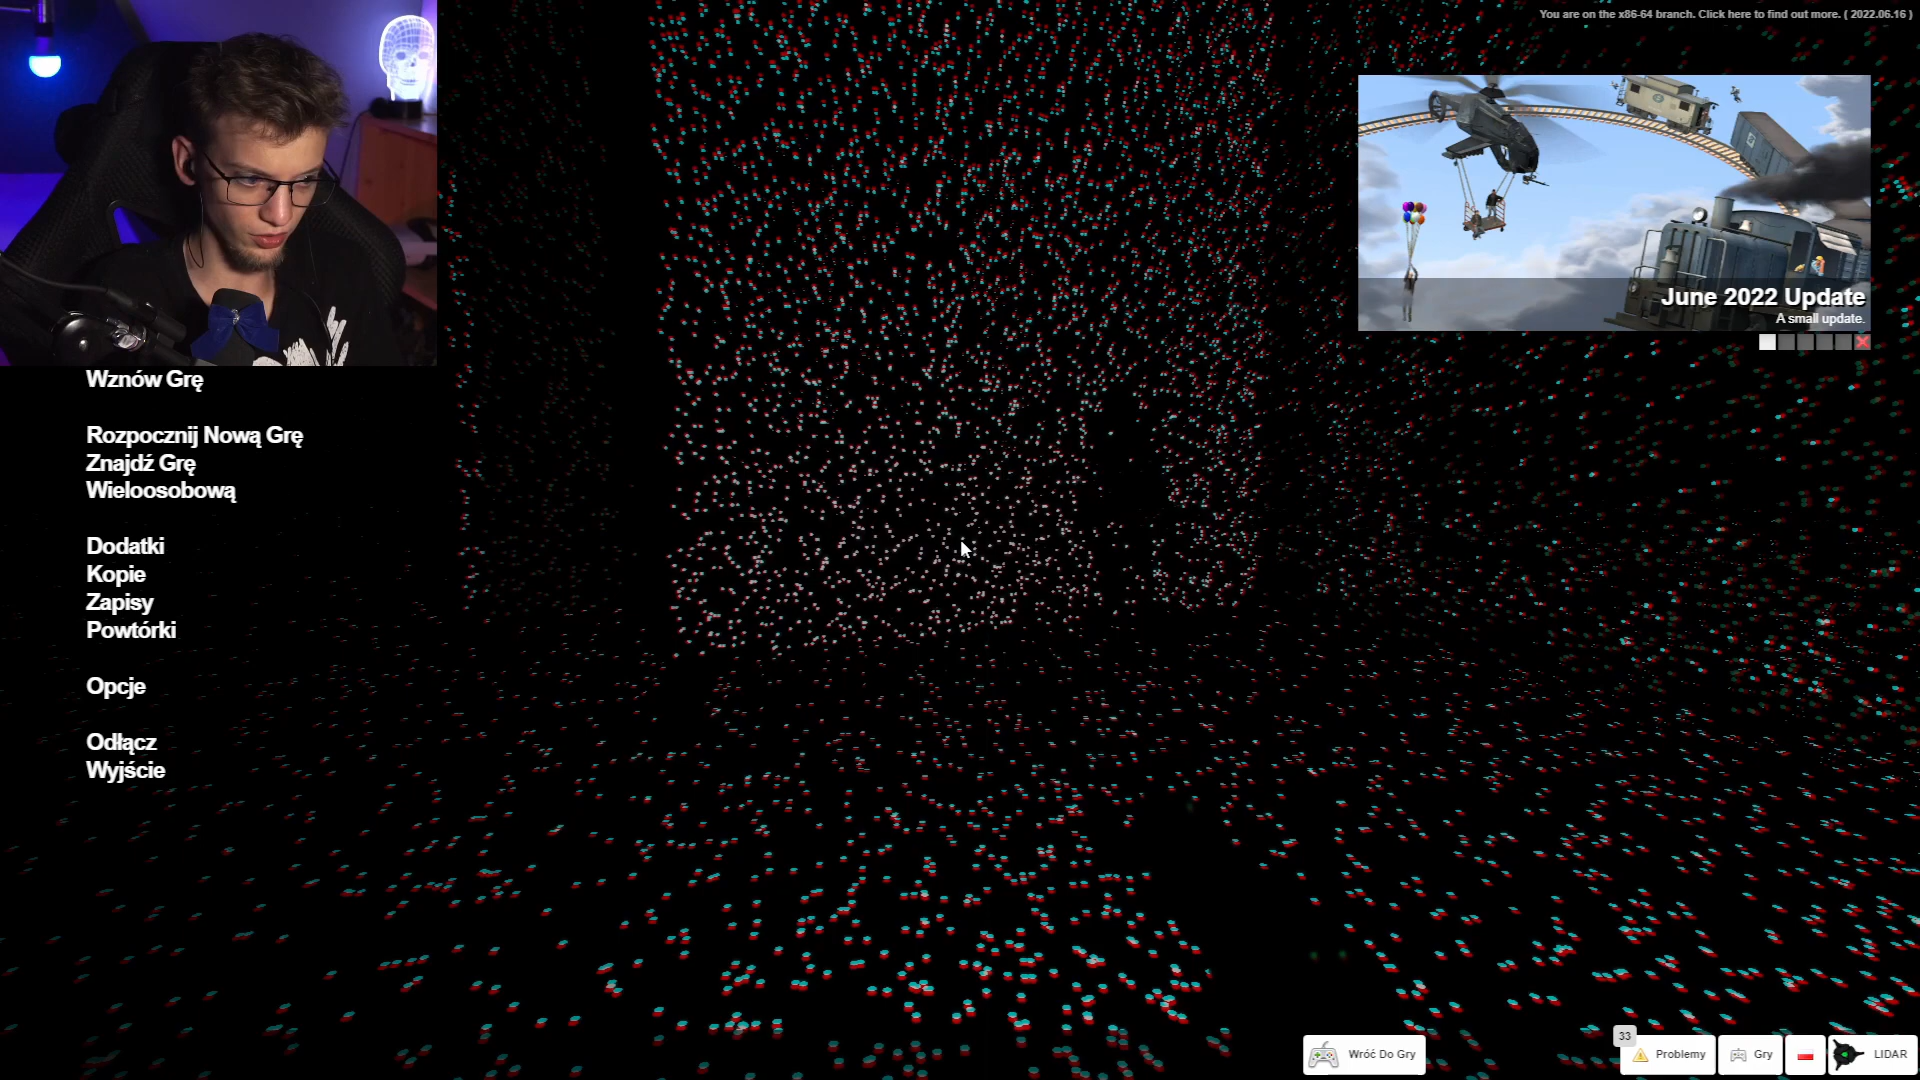 You are on the x86-64 branch. Click here to find out more. ( 2022.06.16 )
June 2022 Update
A small update.
Wznów Grę
Rozpocznij Nową Grę
Znajdź Grę
Wieloosobową
Dodatki
Kopie
Zapisy
Powtórki
Opcje
Odłącz
Wyjście
Wróć Do Gry
33
Problemy
Gry
LIDAR